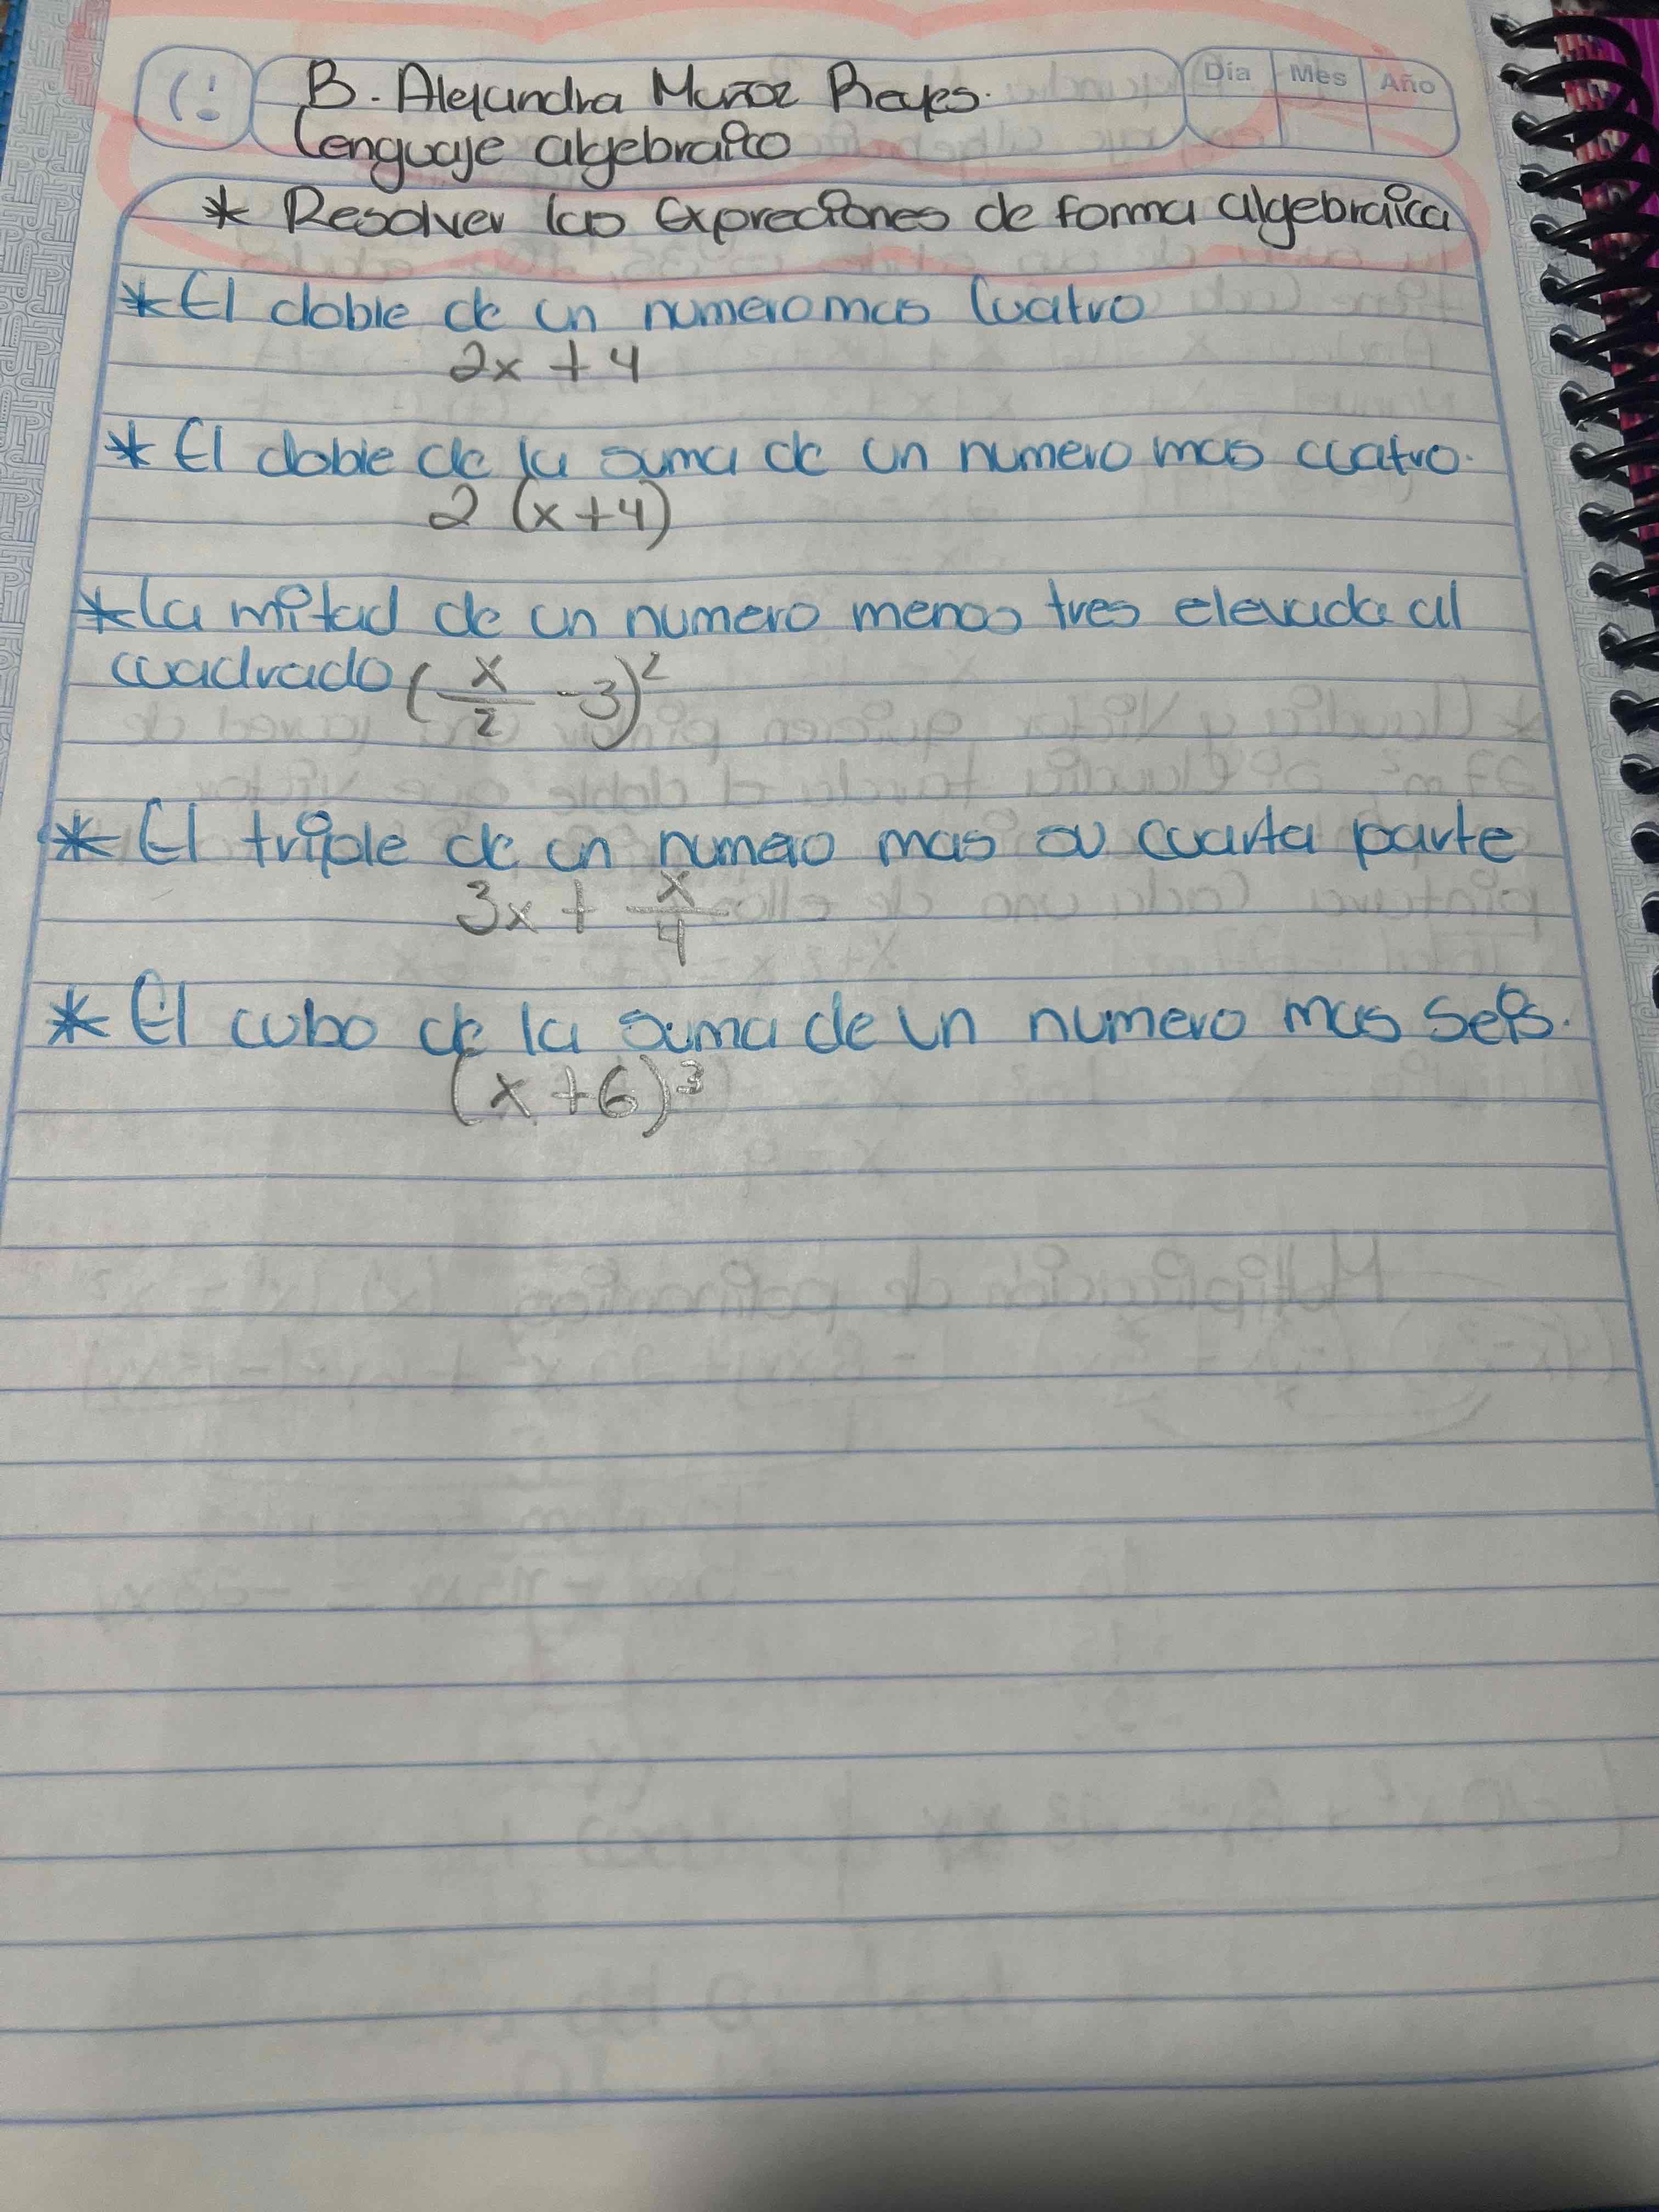 B. Alejandra Muñoz Reyes.
Día Mes Año
Lenguaje algebraico
* Resolver las Expreciones de forma algebraica
* El doble de un numero mas Cuatro
2x + 4
* El doble de la suma de un numero mas cuatro.
2 (x+4)
* la mitad de un numero menos tres elevada al
cuadrado (x/2 - 3)²
* El triple de un numero mas su cuarta parte
3x + x/4
* El cubo de la suma de un numero mas Seis.
(x+6)³